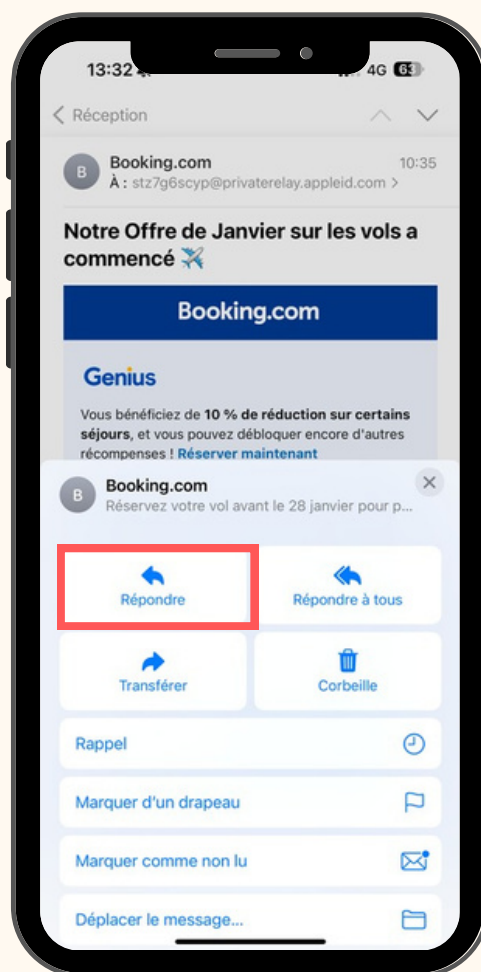 13:32
4G 63
Réception
B
Booking.com 10:35
À : stz7g6scyp@privaterelay.appleid.com >
Notre Offre de Janvier sur les vols a
commencé ✈️
Booking.com
Genius
Vous bénéficiez de 10 % de réduction sur certains
séjours, et vous pouvez débloquer encore d'autres
récompenses ! Réserver maintenant
B
Booking.com
Réservez votre vol avant le 28 janvier pour p...
Répondre
Répondre à tous
Transférer
Corbeille
Rappel
Marquer d'un drapeau
Marquer comme non lu
Déplacer le message...